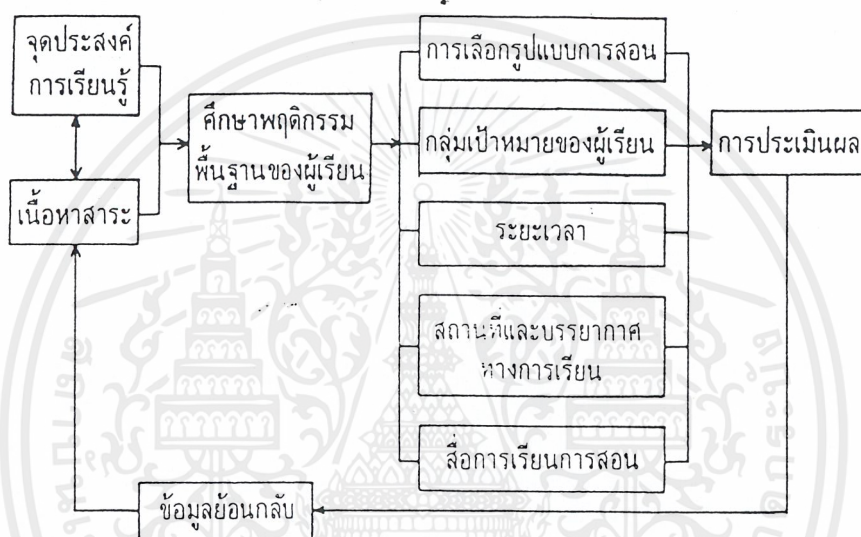 จุดประสงค์
การเรียนรู้
เนื้อหาสาระ
ศึกษาพฤติกรรม
พื้นฐานของผู้เรียน
การเลือกรูปแบบการสอน
กลุ่มเป้าหมายของผู้เรียน
ระยะเวลา
สถานที่และบรรยากาศ
ทางการเรียน
สื่อการเรียนการสอน
การประเมินผล
ข้อมูลย้อนกลับ